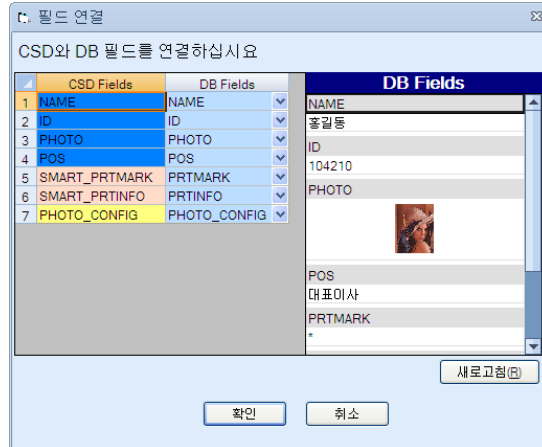 필드 연결
CSD와 DB 필드를 연결하십시요
CSD Fields DB Fields
1 NAME NAME
2 ID ID
3 PHOTO PHOTO
4 POS POS
5 SMART_PRTMARK PRTMARK
6 SMART_PRTINFO PRTINFO
7 PHOTO_CONFIG PHOTO_CONFIG
DB Fields
NAME
홍길동
ID
104210
PHOTO
POS
대표이사
PRTMARK
*
새로고침(R)
확인 취소